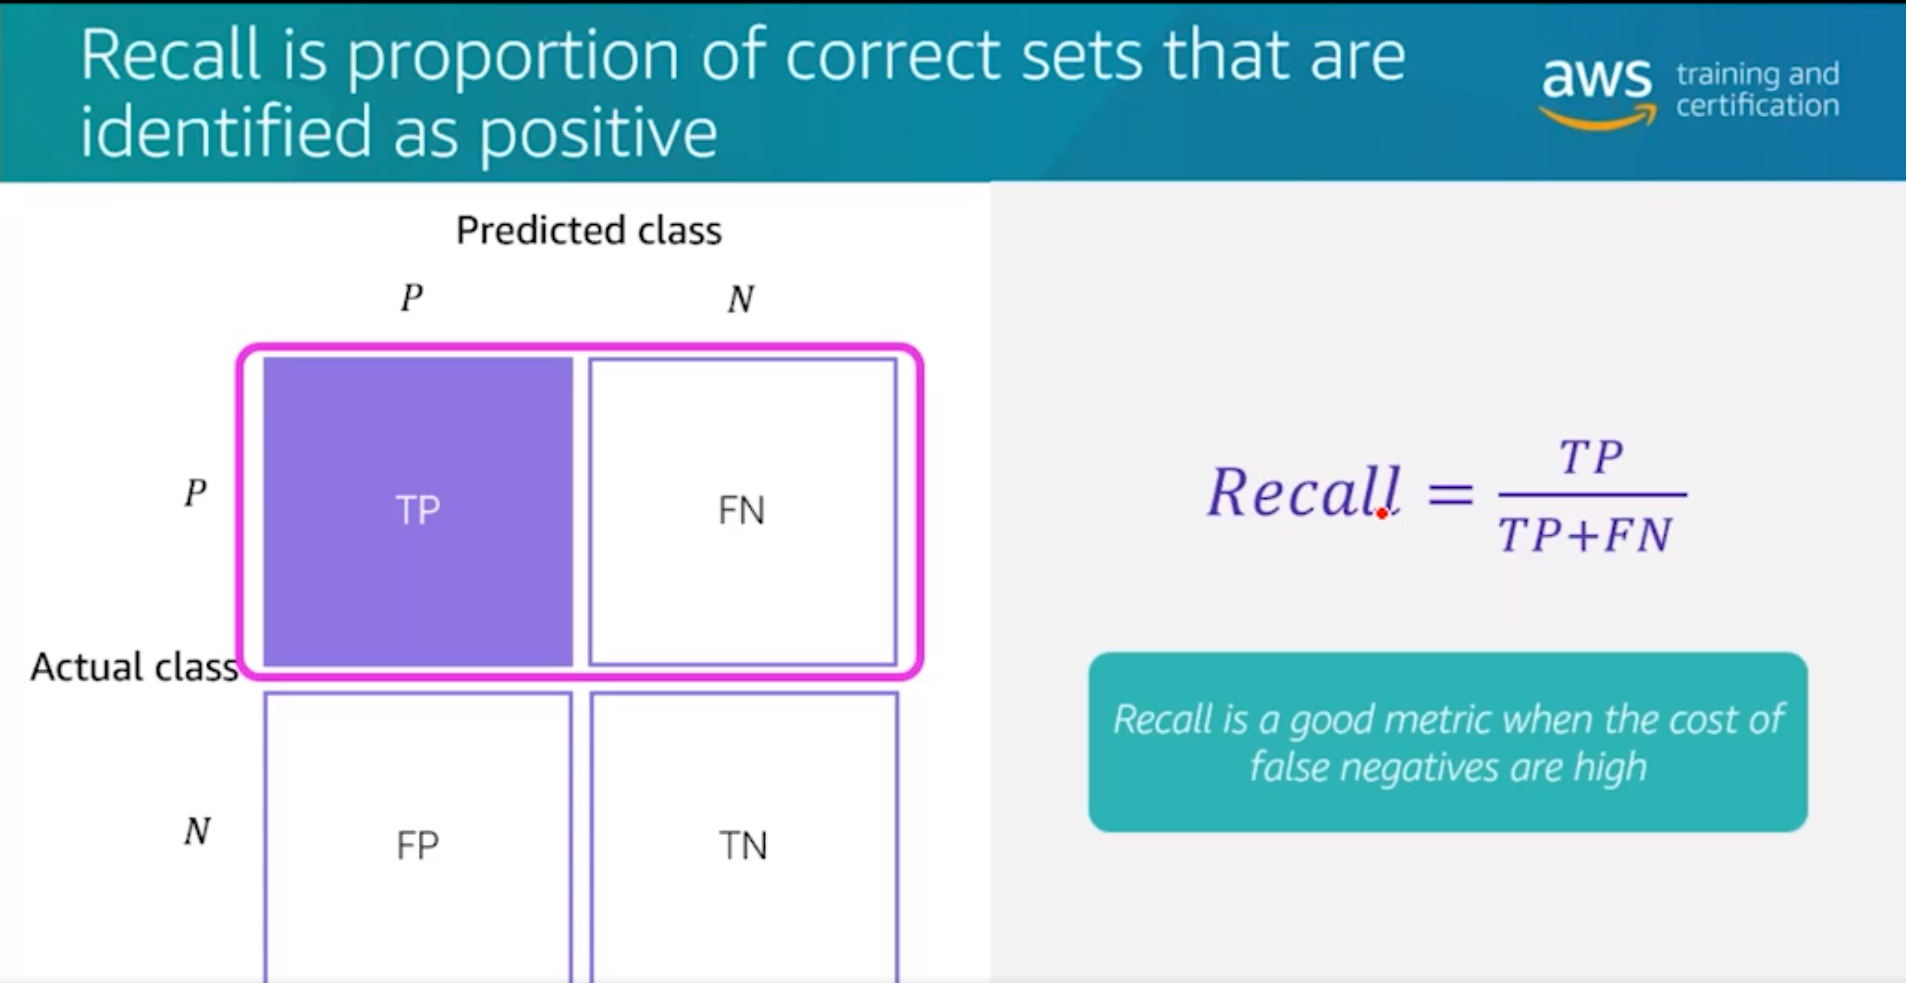 Recall is proportion of correct sets that are
identified as positive
aws training and
certification
Predicted class
P N
P TP FN
Actual class
N FP TN
Recall = TP / TP+FN
Recall is a good metric when the cost of
false negatives are high